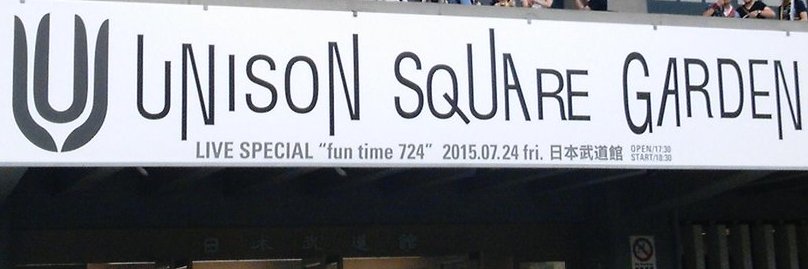 UNISON SQUARE GARDEN
LIVE SPECIAL "fun time 724" 2015.07.24 fri. 日本武道館 OPEN/17:30
START/18:30
日本武道館